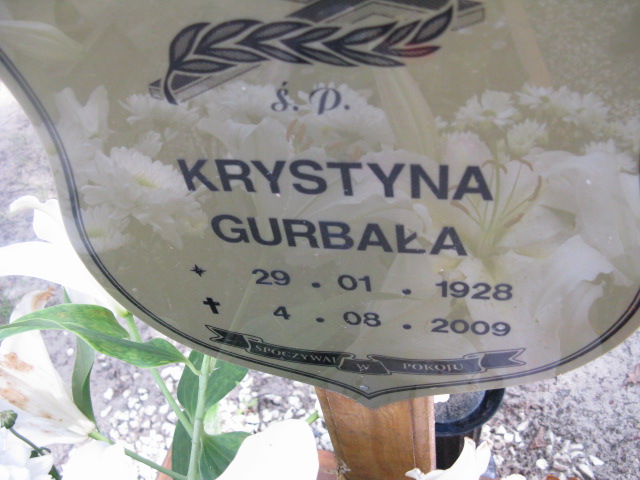 ś. P.
KRYSTYNA
GURBAŁA
29 . 01 . 1928
4 . 08 . 2009
SPOCZYWAJ W POKOJU